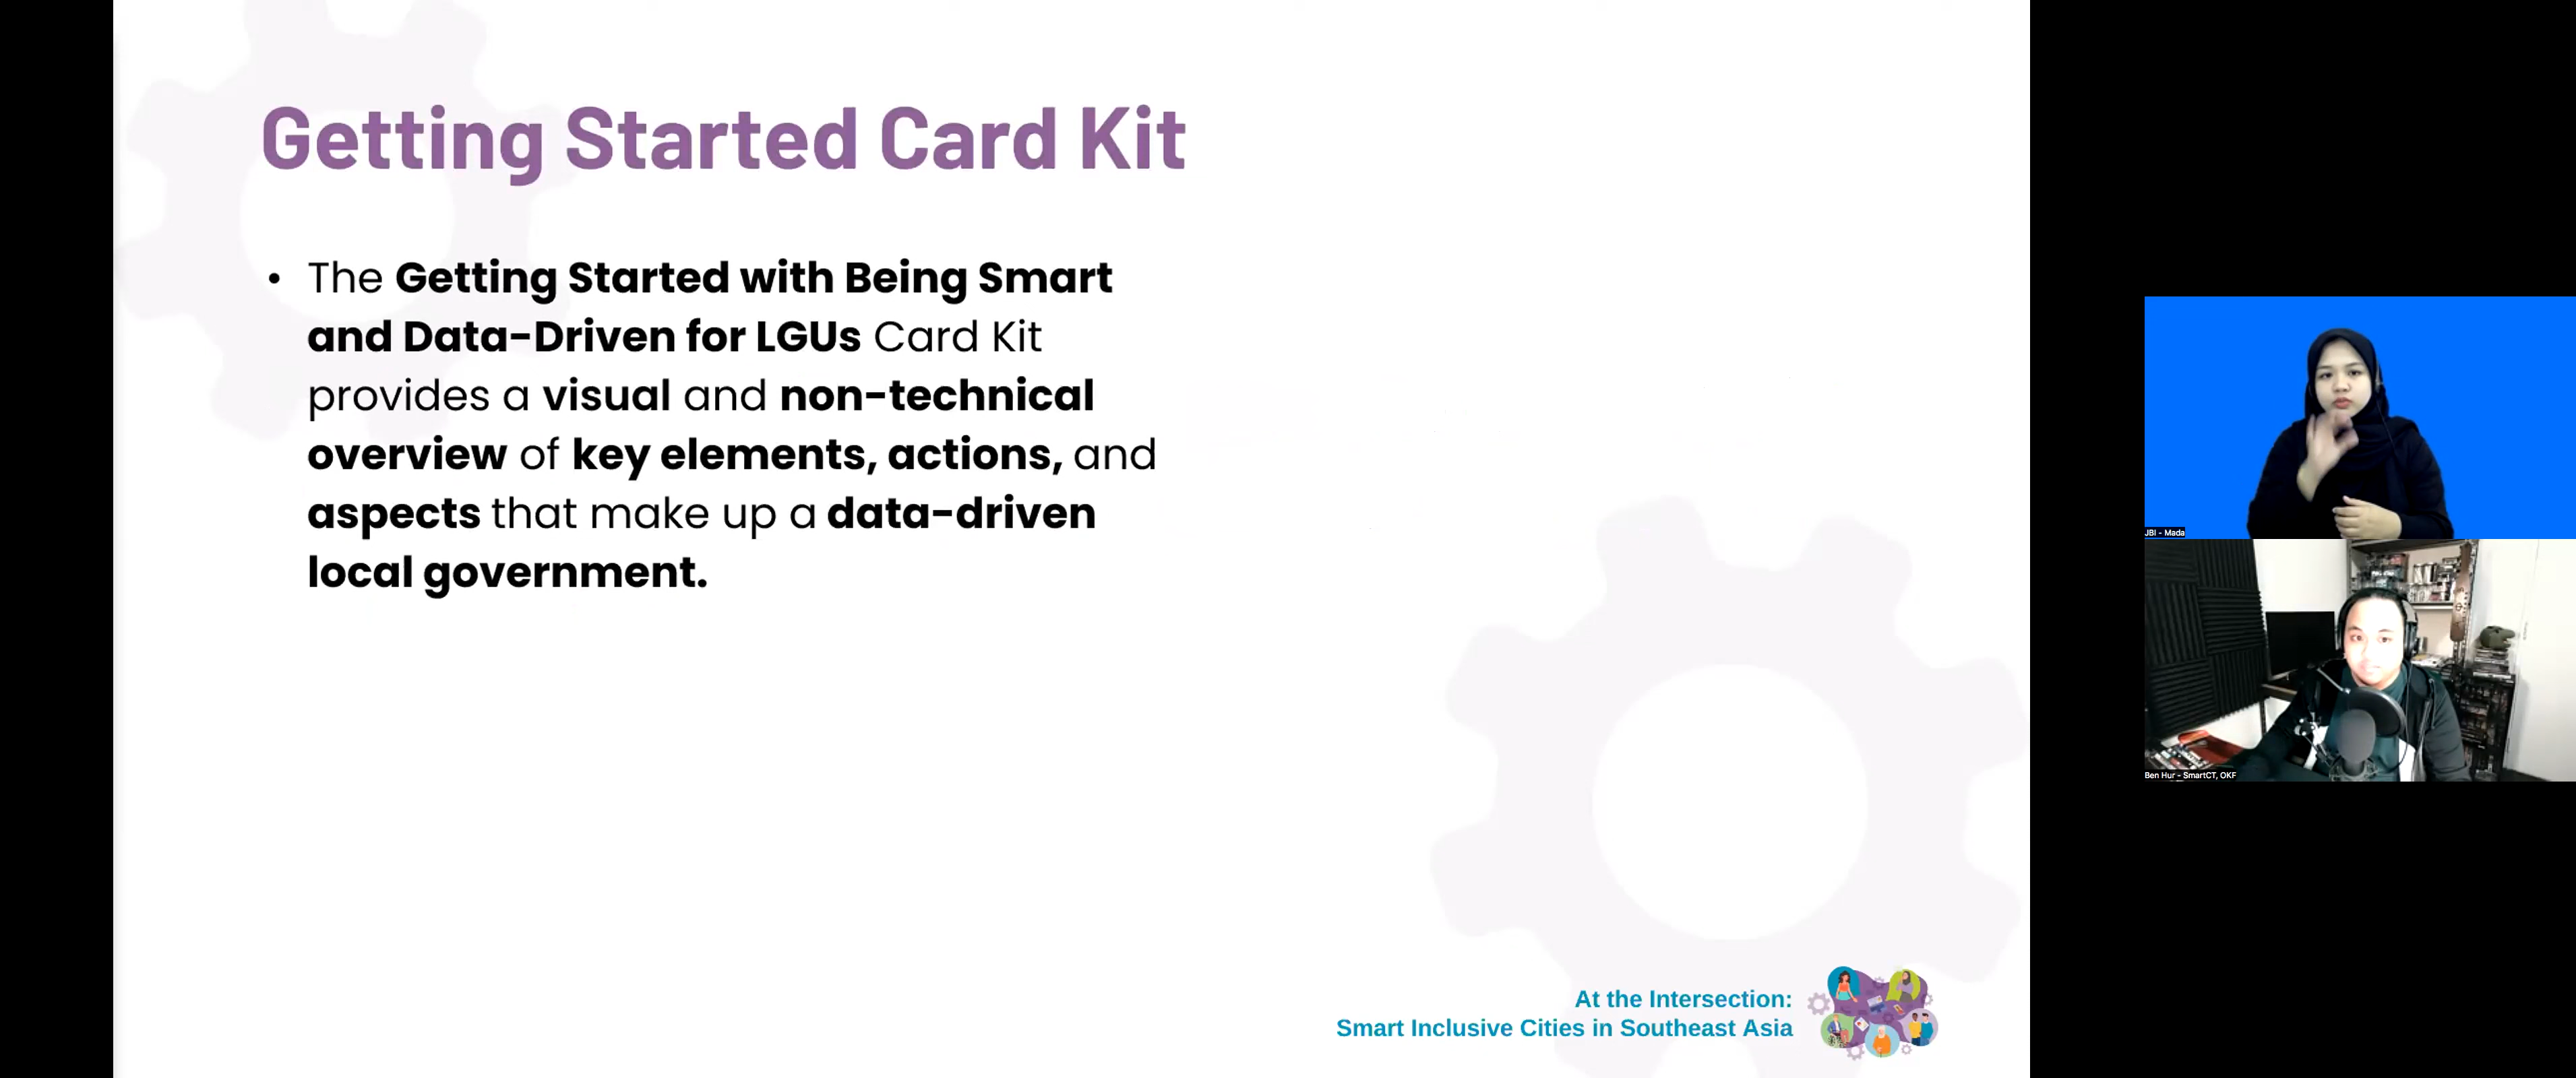 Getting Started Card Kit
• The Getting Started with Being Smart
and Data-Driven for LGUs Card Kit
provides a visual and non-technical
overview of key elements, actions, and
aspects that make up a data-driven
local government.
At the Intersection:
Smart Inclusive Cities in Southeast Asia
JBI - Mada
Ben Hur - SmartCT, OKF